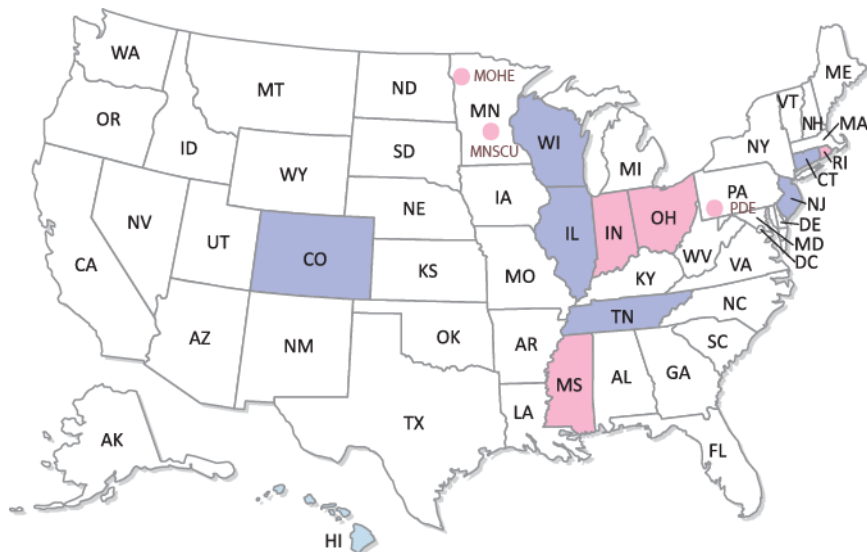 WA
MT
ND
MOHE
MN
MNSCU
OR
ID
WY
SD
WI
MI
NY
VT
NH
ME
MA
RI
CT
NJ
PA
PDE
DE
MD
DC
NV
UT
CO
NE
IA
IL
IN
OH
WV
VA
CA
KS
MO
KY
NC
TN
AZ
NM
OK
AR
SC
MS
AL
GA
TX
LA
FL
AK
HI